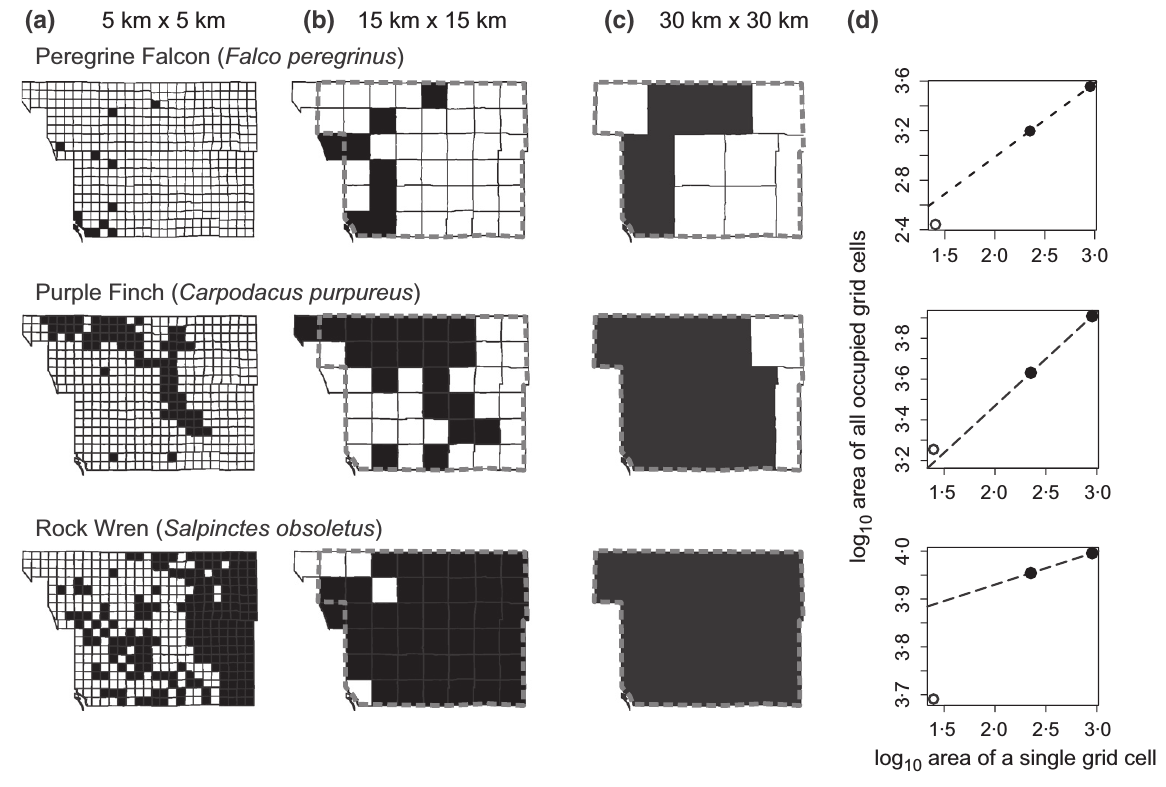 (a) 5 km x 5 km (b) 15 km x 15 km (c) 30 km x 30 km (d)
Peregrine Falcon (Falco peregrinus)
3·6
3·2
2·8
2·4
1·5 2·0 2·5 3·0
Purple Finch (Carpodacus purpureus)
3·8
3·6
3·4
3·2
1·5 2·0 2·5 3·0
log10 area of all occupied grid cells
Rock Wren (Salpinctes obsoletus)
4·0
3·9
3·8
3·7
1·5 2·0 2·5 3·0
log10 area of a single grid cell